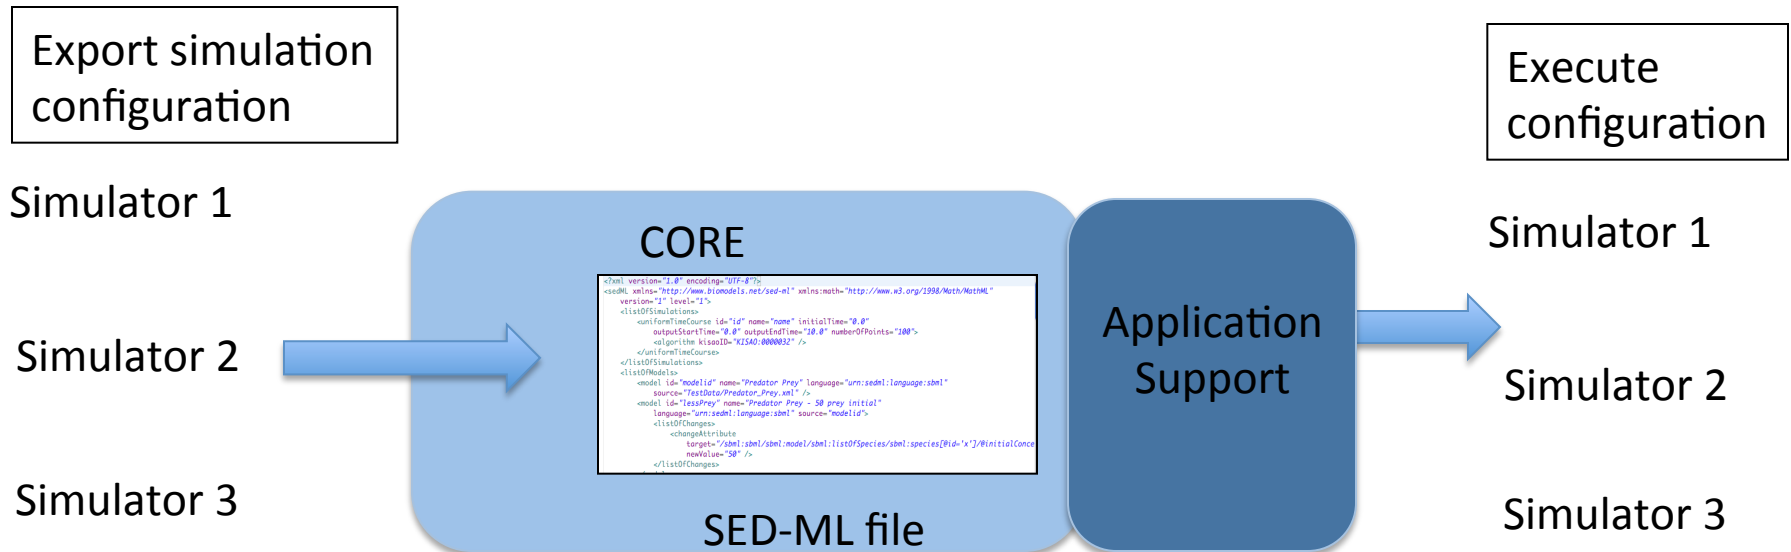 Export simulation
configuration
Simulator 1
Simulator 2
Simulator 3
CORE
<?xml version="1.0" encoding="UTF-8"?>
<sedML xmlns="http://www.biomodels.net/sed-ml" xmlns:math="http://www.w3.org/1998/Math/MathML"
version="1" level="1">
<listOfSimulations>
<uniformTimeCourse id="id" name="name" initialTime="0.0"
outputStartTime="0.0" outputEndTime="10.0" numberOfPoints="100">
<algorithm kisaoID="KISAO:0000032" />
</uniformTimeCourse>
</listOfSimulations>
<listOfModels>
<model id="modelid" name="Predator Prey" language="urn:sedml:language:sbml"
source="TestData/Predator_Prey.xml" />
<model id="lessPrey" name="Predator Prey - 50 prey initial"
language="urn:sedml:language:sbml" source="modelid">
<listOfChanges>
<changeAttribute
target="/sbml:sbml/sbml:model/sbml:listOfSpecies/sbml:species[@id='x']/@initialConce
newValue="50" />
</listOfChanges>
SED-ML file
Application
Support
Execute
configuration
Simulator 1
Simulator 2
Simulator 3